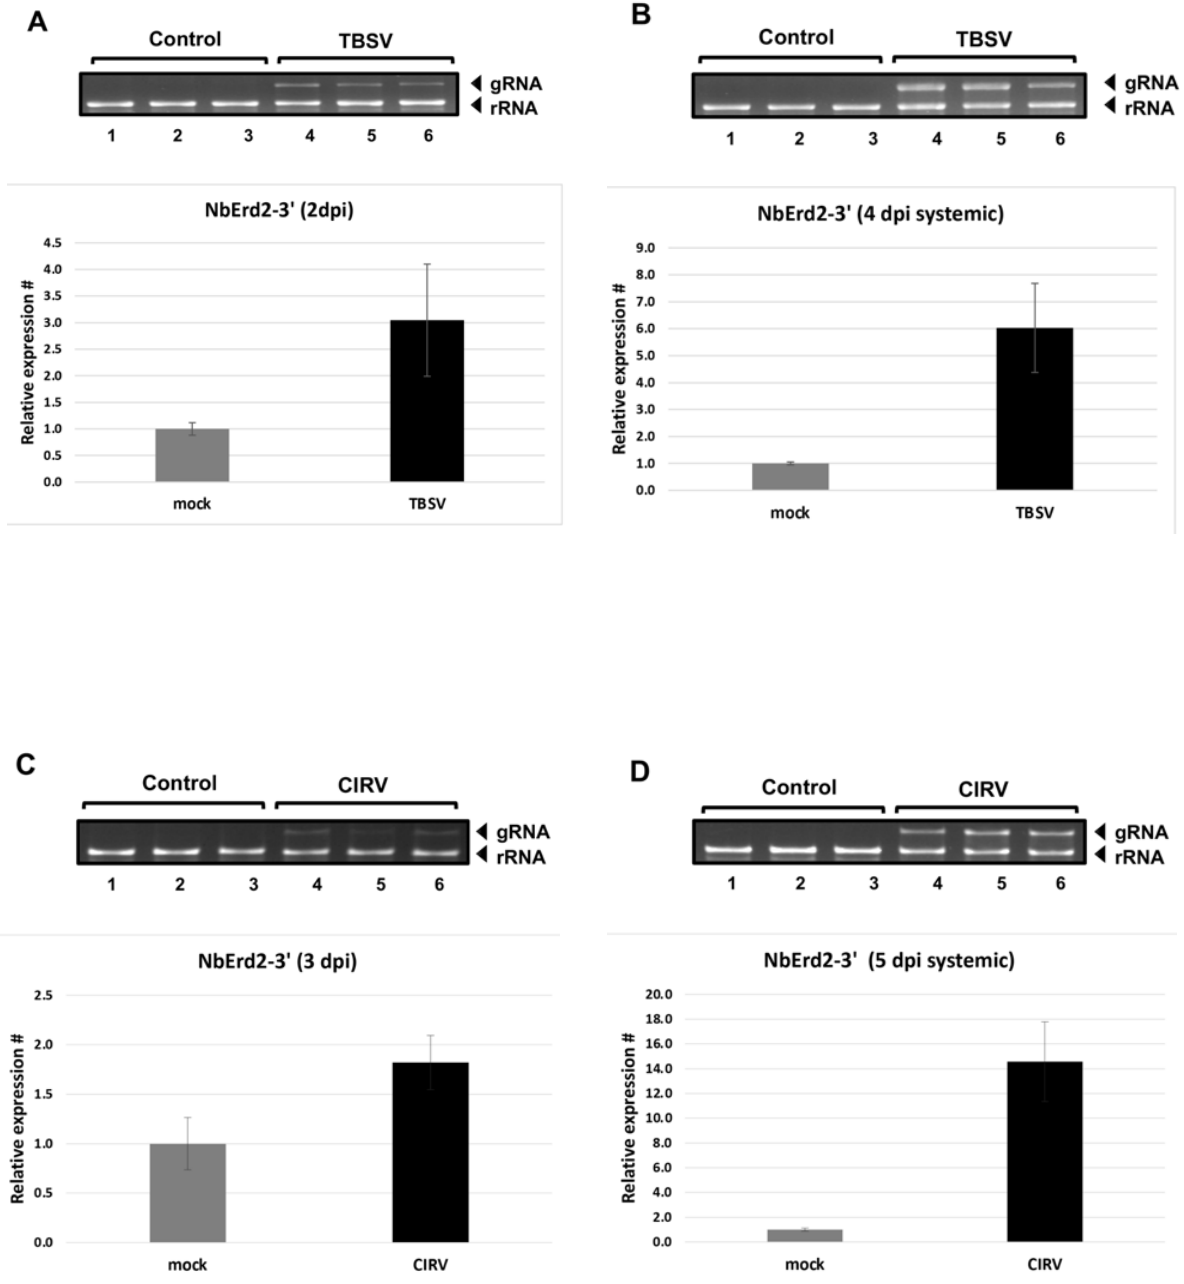 A
Control TBSV
gRNA
rRNA
1 2 3 4 5 6
NbErd2-3' (2dpi)
Relative expression #
4.5
4.0
3.5
3.0
2.5
2.0
1.5
1.0
0.5
0.0
mock TBSV
B
Control TBSV
gRNA
rRNA
1 2 3 4 5 6
NbErd2-3' (4 dpi systemic)
Relative expression #
9.0
8.0
7.0
6.0
5.0
4.0
3.0
2.0
1.0
0.0
mock TBSV
C
Control CIRV
gRNA
rRNA
1 2 3 4 5 6
NbErd2-3' (3 dpi)
Relative expression #
2.5
2.0
1.5
1.0
0.5
0.0
mock CIRV
D
Control CIRV
gRNA
rRNA
1 2 3 4 5 6
NbErd2-3' (5 dpi systemic)
Relative expression #
20.0
18.0
16.0
14.0
12.0
10.0
8.0
6.0
4.0
2.0
0.0
mock CIRV